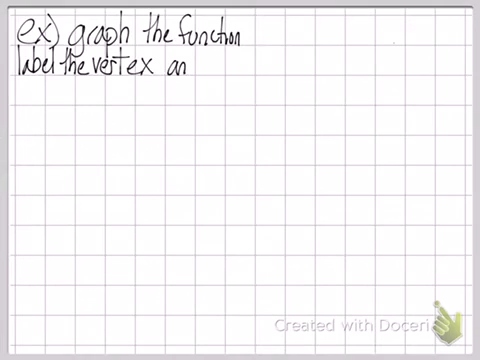 ex) graph the function
label the vertex an
Created with Doceri